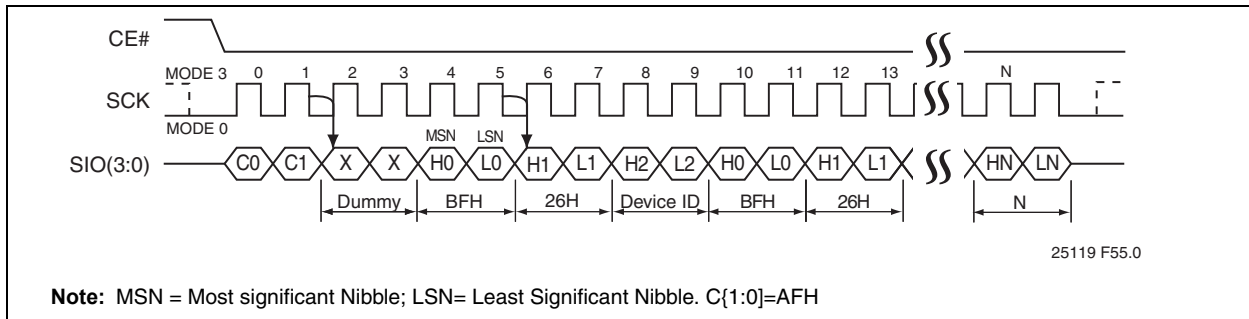 CE#
MODE 3 0 1 2 3 4 5 6 7 8 9 10 11 12 13 N
SCK
MODE 0
MSN LSN
SIO(3:0) C0 C1 X X H0 L0 H1 L1 H2 L2 H0 L0 H1 L1 HN LN
Dummy BFH 26H Device ID BFH 26H N
25119 F55.0
Note: MSN = Most significant Nibble; LSN= Least Significant Nibble. C{1:0]=AFH